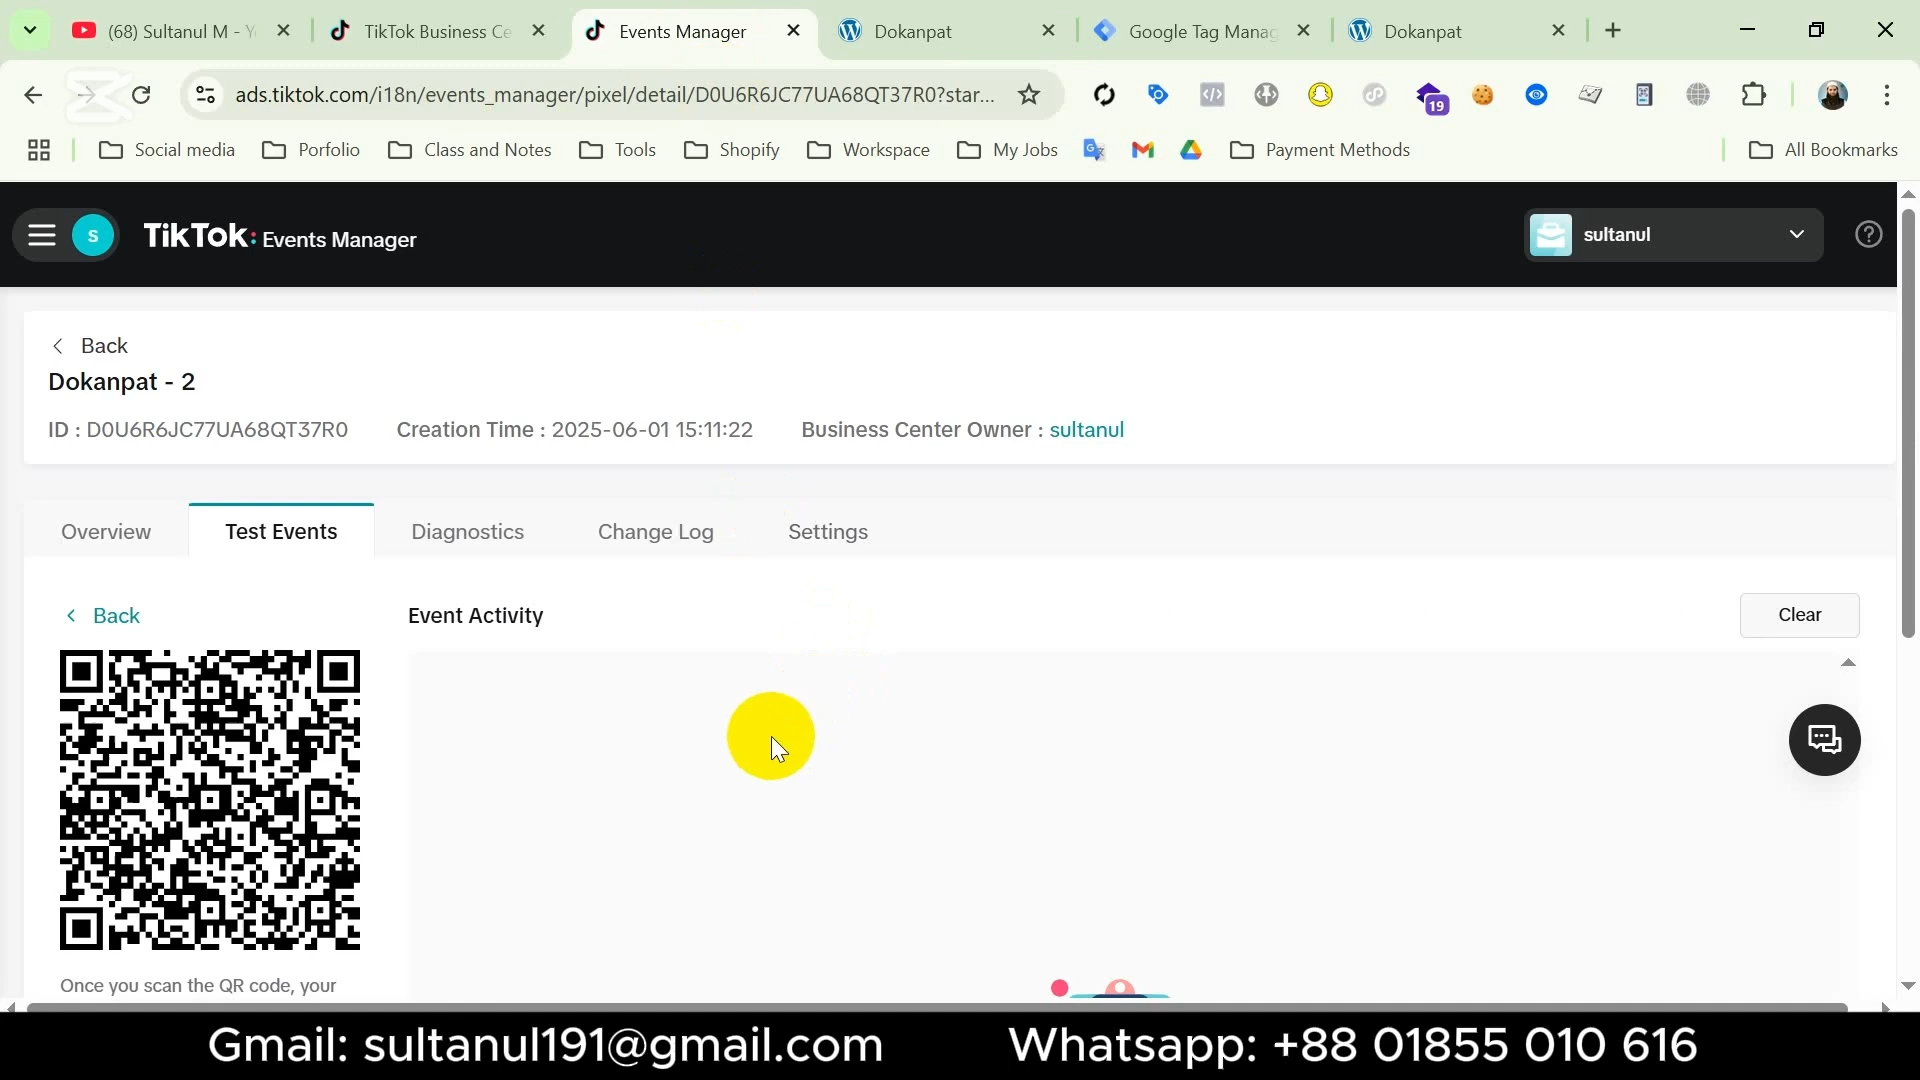 (68) Sultanul M - Y
TikTok Business Ce
Events Manager
Dokanpat
Google Tag Manag
Dokanpat
ads.tiktok.com/i18n/events_manager/pixel/detail/D0U6R6JC77UA68QT37R0?star...
19
Social media
Porfolio
Class and Notes
Tools
Shopify
Workspace
My Jobs
Payment Methods
All Bookmarks
S
TikTok: Events Manager
sultanul
Back
Dokanpat - 2
ID : D0U6R6JC77UA68QT37R0 Creation Time : 2025-06-01 15:11:22 Business Center Owner : sultanul
Overview
Test Events
Diagnostics
Change Log
Settings
Back
Event Activity
Clear
Once you scan the QR code, your
Gmail: sultanul191@gmail.com Whatsapp: +88 01855 010 616